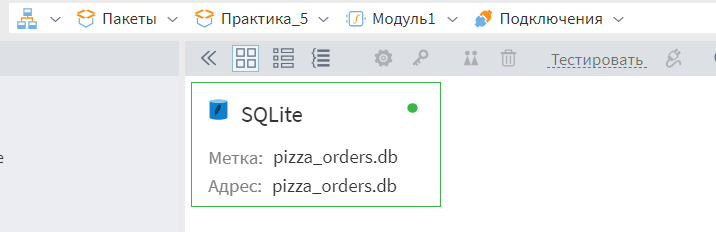 Пакеты Практика_5 Модуль1 Подключения
Тестировать
SQLite
Метка: pizza_orders.db
Адрес: pizza_orders.db
е